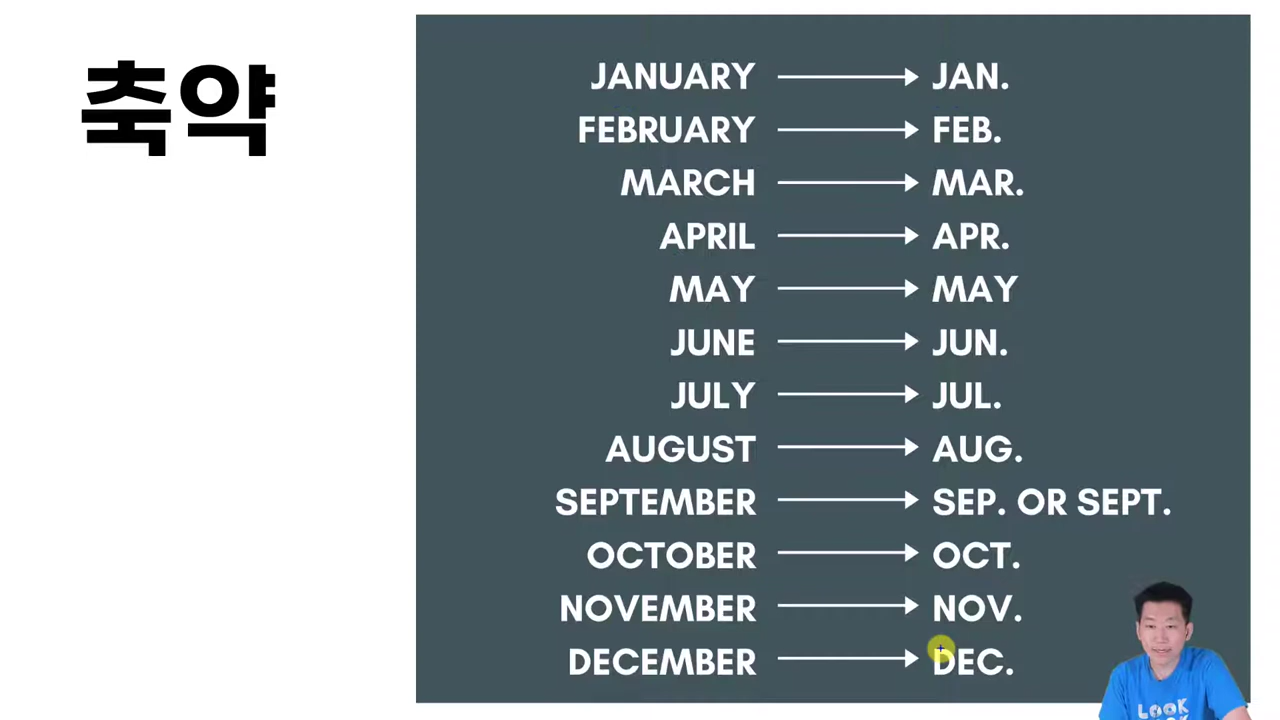 축약
JANUARY → JAN.
FEBRUARY → FEB.
MARCH → MAR.
APRIL → APR.
MAY → MAY
JUNE → JUN.
JULY → JUL.
AUGUST → AUG.
SEPTEMBER → SEP. OR SEPT.
OCTOBER → OCT.
NOVEMBER → NOV.
DECEMBER → DEC.
LOOK